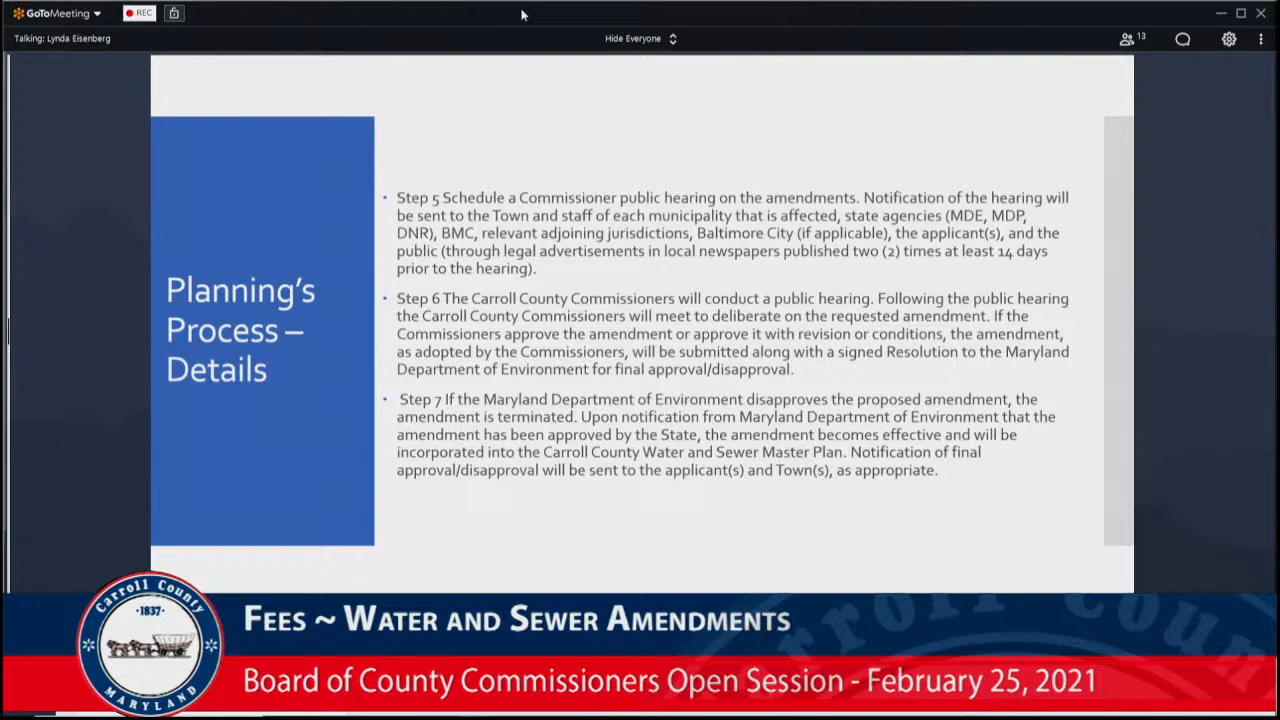 GoToMeeting
REC
Talking: Lynda Eisenberg
Hide Everyone
13
Planning's
Process –
Details
• Step 5 Schedule a Commissioner public hearing on the amendments. Notification of the hearing will
be sent to the Town and staff of each municipality that is affected, state agencies (MDE, MDP,
DNR), BMC, relevant adjoining jurisdictions, Baltimore City (if applicable), the applicant(s), and the
public (through legal advertisements in local newspapers published two (2) times at least 14 days
prior to the hearing).
• Step 6 The Carroll County Commissioners will conduct a public hearing. Following the public hearing
the Carroll County Commissioners will meet to deliberate on the requested amendment. If the
Commissioners approve the amendment or approve it with revision or conditions, the amendment,
as adopted by the Commissioners, will be submitted along with a signed Resolution to the Maryland
Department of Environment for final approval/disapproval.
• Step 7 If the Maryland Department of Environment disapproves the proposed amendment, the
amendment is terminated. Upon notification from Maryland Department of Environment that the
amendment has been approved by the State, the amendment becomes effective and will be
incorporated into the Carroll County Water and Sewer Master Plan. Notification of final
approval/disapproval will be sent to the applicant(s) and Town(s), as appropriate.
Carroll County
·1837·
MARYLAND
Fees ~ Water and Sewer Amendments
Carroll Coun
Board of County Commissioners Open Session - February 25, 2021